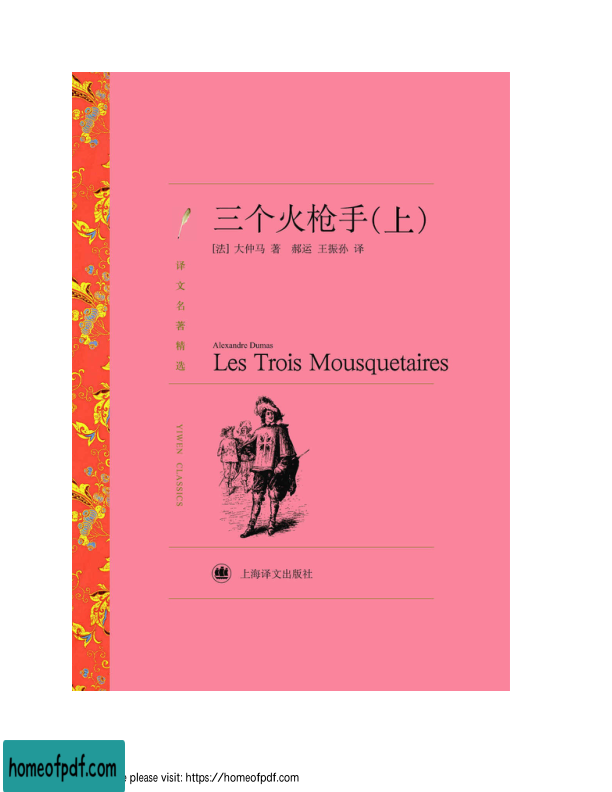 三个火枪手(上)
[法] 大仲马 著 郝运 王振孙 译
译文名著精选
YIWEN CLASSICS
Alexandre Dumas
Les Trois Mousquetaires
上海译文出版社
homeofpdf.com
please visit: https://homeofpdf.com